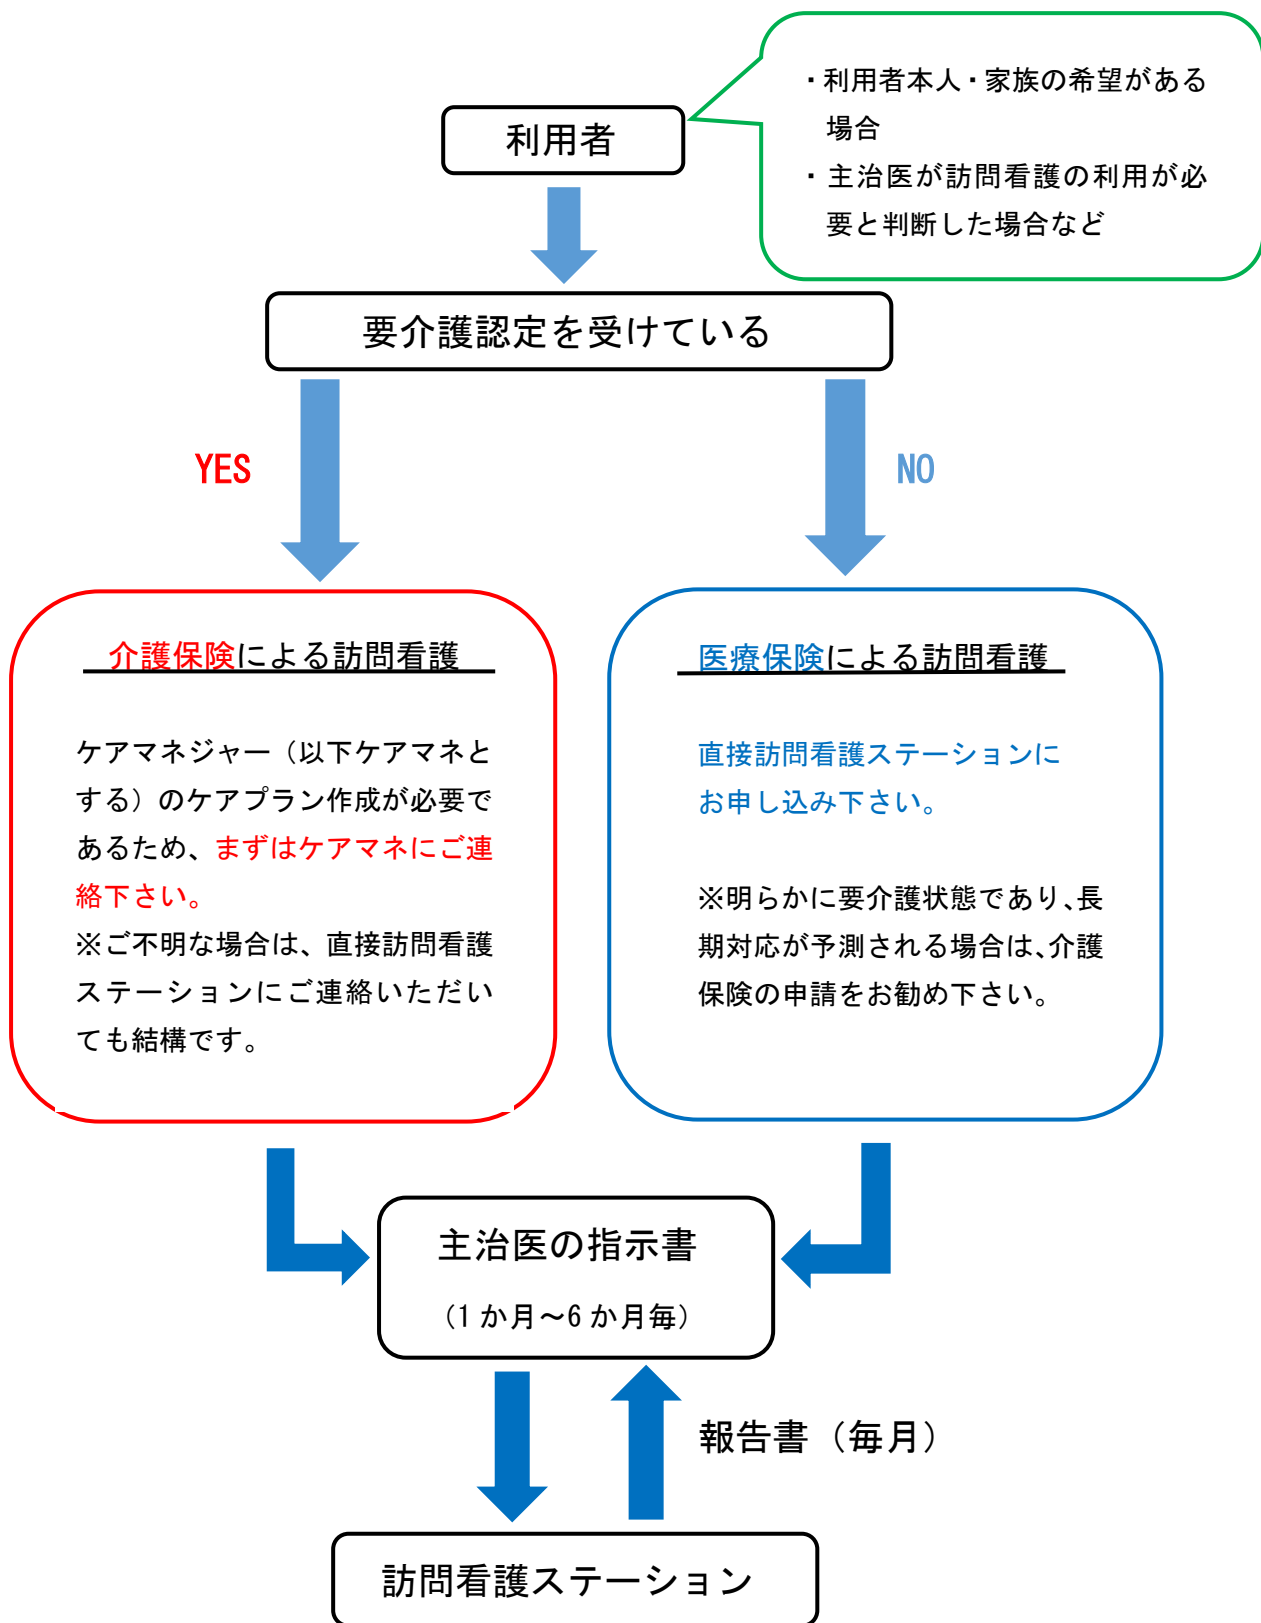 ・利用者本人・家族の希望がある
場合
・主治医が訪問看護の利用が必
要と判断した場合など
利用者
要介護認定を受けている
YES
NO
介護保険による訪問看護
ケアマネジャー（以下ケアマネと
する）のケアプラン作成が必要で
あるため、まずはケアマネにご連
絡下さい。
※ご不明な場合は、直接訪問看護
ステーションにご連絡いただい
ても結構です。
医療保険による訪問看護
直接訪問看護ステーションに
お申し込み下さい。
※明らかに要介護状態であり、長
期対応が予測される場合は、介護
保険の申請をお勧め下さい。
主治医の指示書
（1か月～6か月毎）
報告書（毎月）
訪問看護ステーション